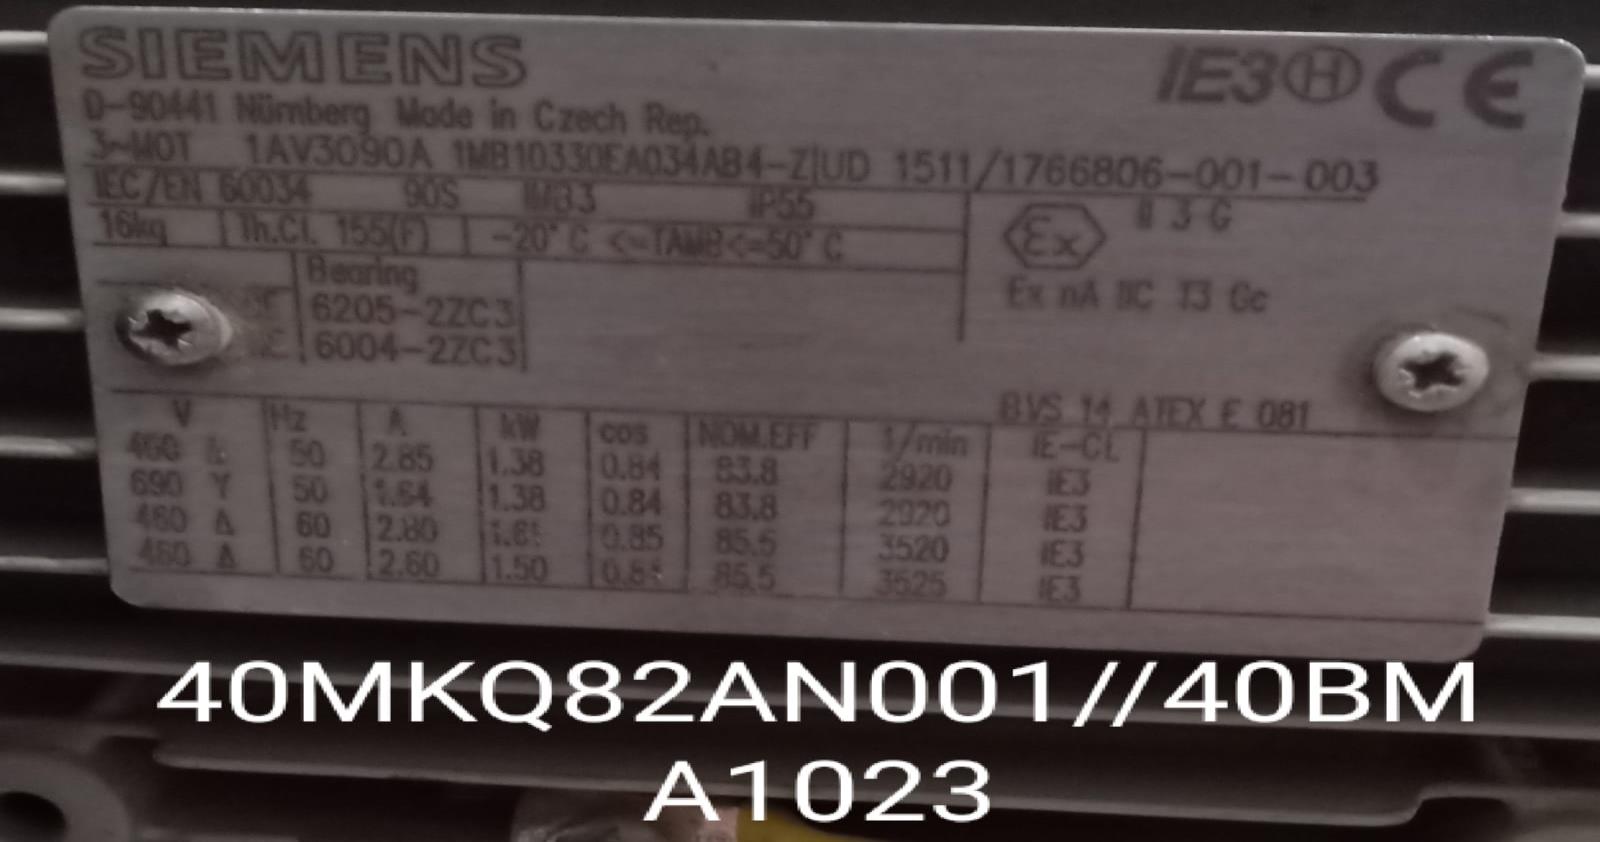 SIEMENS
IE3 H CE
D-90441 Nürnberg Made in Czech Rep.
3~MOT 1AV3090A 1MB10330EA034AB4-Z UD 1511/1766806-001-003
IEC/EN 60034 90S IMB3 IP55
Ex II 3 G
16kg Th.Cl. 155(F) -20°C <=TAMB<=50°C
Ex nA IIC T3 Gc
Bearing
6205-2ZC3
6004-2ZC3
BVS 14 ATEX E 081
V Hz A kW cos NOM.EFF 1/min IE-CL
50 2.85 1.38 0.84 83.8 2920 IE3
690 Y 50 1.64 1.38 0.84 83.8 2920 IE3
460 Δ 60 2.80 0.85 85.5 3520 IE3
460 Δ 60 2.60 1.50 85.5 3525 IE3
40MKQ82AN001//40BM
A1023